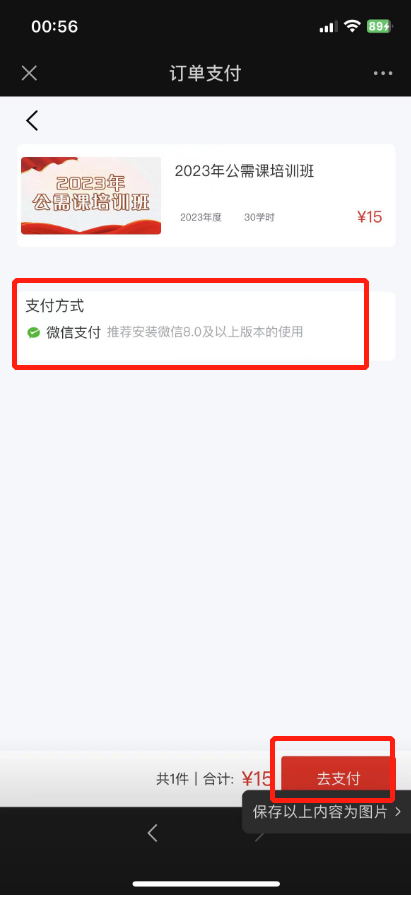 00:56
89
订单支付
2023年
公需课培训班
2023年公需课培训班
2023年度 30学时 ¥15
支付方式
微信支付 推荐安装微信8.0及以上版本的使用
共1件 | 合计: ¥15 去支付
保存以上内容为图片 >